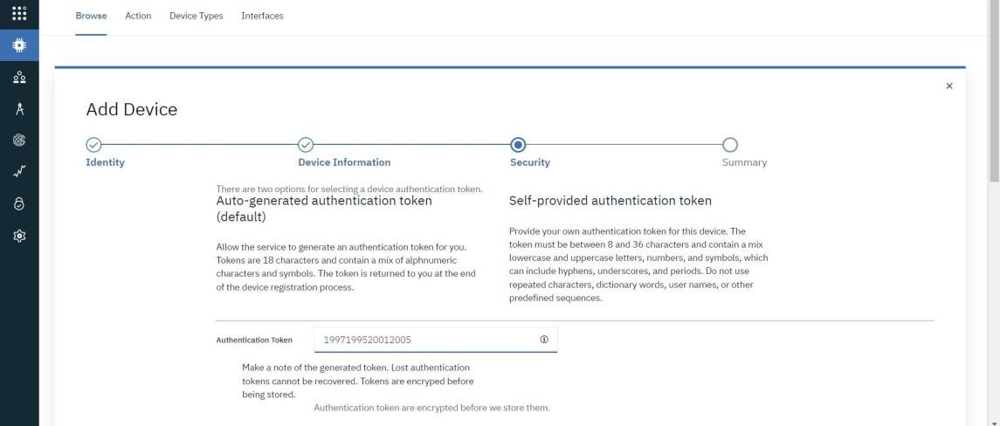 Browse Action Device Types Interfaces
Add Device
Identity Device Information Security Summary
There are two options for selecting a device authentication token.
Auto-generated authentication token
(default)
Allow the service to generate an authentication token for you.
Tokens are 18 characters and contain a mix of alphnumeric
characters and symbols. The token is returned to you at the end
of the device registration process.
Self-provided authentication token
Provide your own authentication token for this device. The
token must be between 8 and 36 characters and contain a mix
lowercase and uppercase letters, numbers, and symbols, which
can include hyphens, underscores, and periods. Do not use
repeated characters, dictionary words, user names, or other
predefined sequences.
Authentication Token 1997199520012005
Make a note of the generated token. Lost authentication
tokens cannot be recovered. Tokens are encryped before
being stored.
Authentication token are encrypted before we store them.